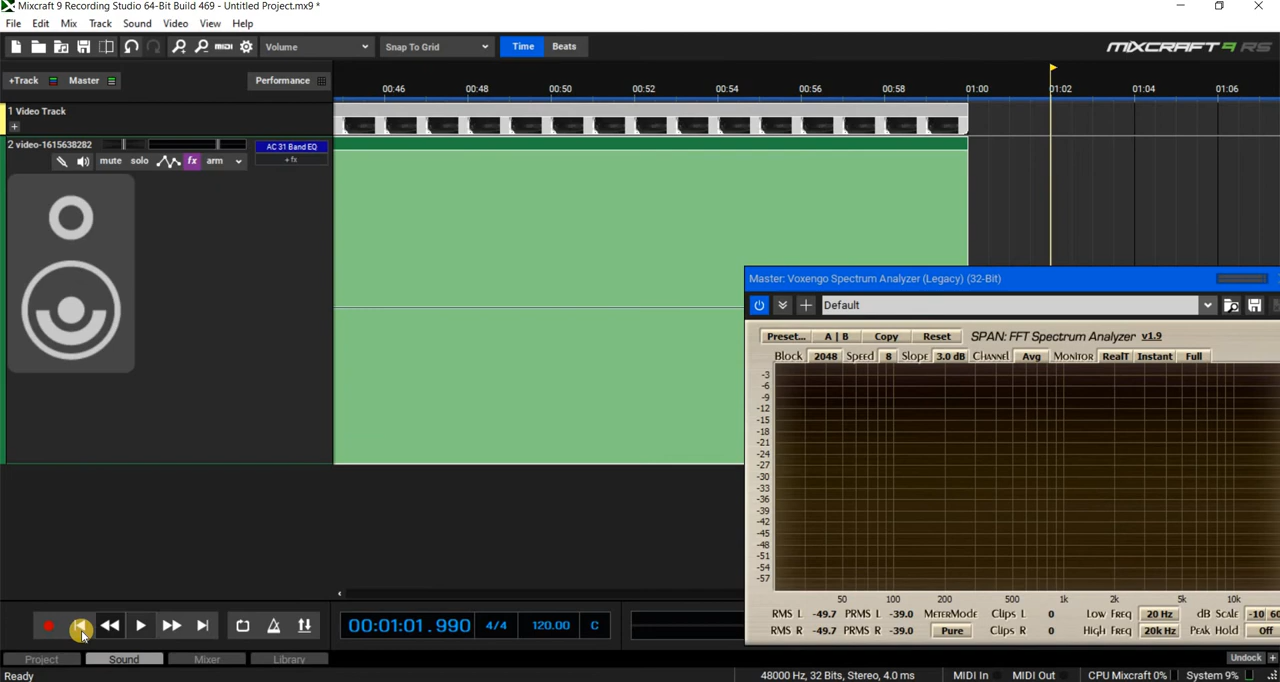 Mixcraft 9 Recording Studio 64-Bit Build 469 - Untitled Project.mx9 *
File Edit Mix Track Sound Video View Help
MIDI Volume Snap To Grid Time Beats MIXCRAFT 9 RS
+Track Master Performance 00:46 00:48 00:50 00:52 00:54 00:56 00:58 01:00 01:02 01:04 01:06
1 Video Track
+
2 video-1615638282 AC 31 Band EQ
mute solo fx arm + fx
Master: Voxengo Spectrum Analyzer (Legacy) (32-Bit)
Default
Preset... A | B Copy Reset SPAN: FFT Spectrum Analyzer v1.9
Block 2048 Speed 8 Slope 3.0 dB Channel Avg Monitor RealT Instant Full
-3
-6
-9
-12
-15
-18
-21
-24
-27
-30
-33
-36
-39
-42
-45
-48
-51
-54
-57
50 100 200 500 1k 2k 5k 10k
RMS L -49.7 PRMS L -39.0 MeterMode Clips L 0 Low Freq 20 Hz dB Scale -10 60
RMS R -49.7 PRMS R -39.0 Pure Clips R 0 High Freq 20k Hz Peak Hold Off
00:01:01.990 4/4 120.00 C
Project Sound Mixer Library Undock +
Ready 48000 Hz, 32 Bits, Stereo, 4.0 ms MIDI In MIDI Out CPU Mixcraft 0% System 9%